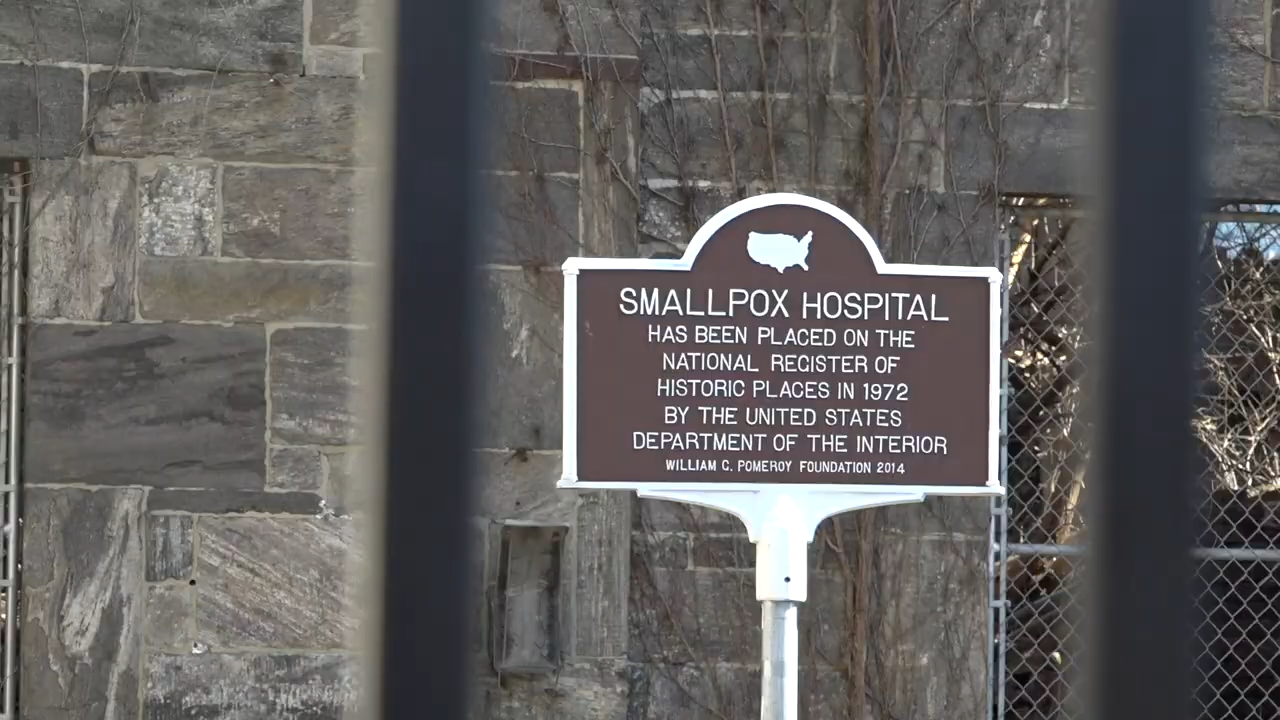 SMALLPOX HOSPITAL
HAS BEEN PLACED ON THE
NATIONAL REGISTER OF
HISTORIC PLACES IN 1972
BY THE UNITED STATES
DEPARTMENT OF THE INTERIOR
WILLIAM G. POMEROY FOUNDATION 2014